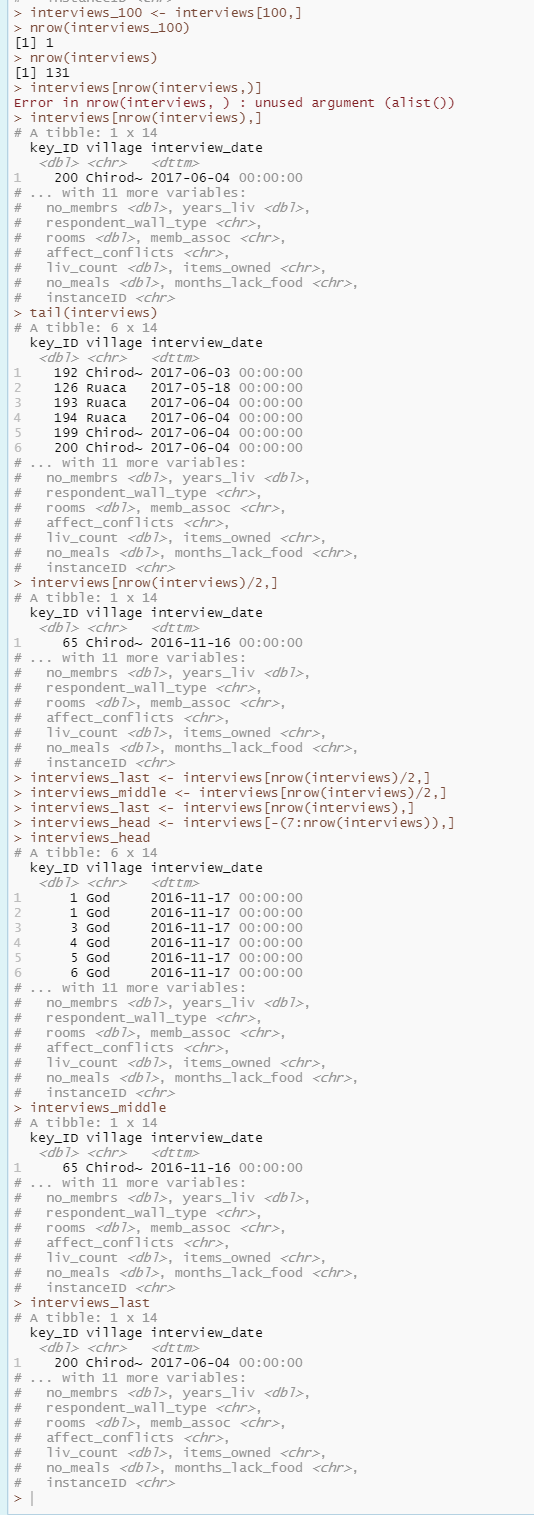 > interviews_100 <- interviews[100,]
> nrow(interviews_100)
[1] 1
> nrow(interviews)
[1] 131
> interviews[nrow(interviews,)]
Error in nrow(interviews, ) : unused argument (alist())
> interviews[nrow(interviews),]
# A tibble: 1 x 14
  key_ID village interview_date
   <dbl> <chr>   <dttm>
1    200 Chirod~ 2017-06-04 00:00:00
# ... with 11 more variables:
#   no_membrs <dbl>, years_liv <dbl>,
#   respondent_wall_type <chr>,
#   rooms <dbl>, memb_assoc <chr>,
#   affect_conflicts <chr>,
#   liv_count <dbl>, items_owned <chr>,
#   no_meals <dbl>, months_lack_food <chr>,
#   instanceID <chr>
> tail(interviews)
# A tibble: 6 x 14
  key_ID village interview_date
   <dbl> <chr>   <dttm>
1    192 Chirod~ 2017-06-03 00:00:00
2    126 Ruaca   2017-05-18 00:00:00
3    193 Ruaca   2017-06-04 00:00:00
4    194 Ruaca   2017-06-04 00:00:00
5    199 Chirod~ 2017-06-04 00:00:00
6    200 Chirod~ 2017-06-04 00:00:00
# ... with 11 more variables:
#   no_membrs <dbl>, years_liv <dbl>,
#   respondent_wall_type <chr>,
#   rooms <dbl>, memb_assoc <chr>,
#   affect_conflicts <chr>,
#   liv_count <dbl>, items_owned <chr>,
#   no_meals <dbl>, months_lack_food <chr>,
#   instanceID <chr>
> interviews[nrow(interviews)/2,]
# A tibble: 1 x 14
  key_ID village interview_date
   <dbl> <chr>   <dttm>
1     65 Chirod~ 2016-11-16 00:00:00
# ... with 11 more variables:
#   no_membrs <dbl>, years_liv <dbl>,
#   respondent_wall_type <chr>,
#   rooms <dbl>, memb_assoc <chr>,
#   affect_conflicts <chr>,
#   liv_count <dbl>, items_owned <chr>,
#   no_meals <dbl>, months_lack_food <chr>,
#   instanceID <chr>
> interviews_last <- interviews[nrow(interviews)/2,]
> interviews_middle <- interviews[nrow(interviews)/2,]
> interviews_last <- interviews[nrow(interviews),]
> interviews_head <- interviews[-(7:nrow(interviews)),]
> interviews_head
# A tibble: 6 x 14
  key_ID village interview_date
   <dbl> <chr>   <dttm>
1      1 God     2016-11-17 00:00:00
2      1 God     2016-11-17 00:00:00
3      3 God     2016-11-17 00:00:00
4      4 God     2016-11-17 00:00:00
5      5 God     2016-11-17 00:00:00
6      6 God     2016-11-17 00:00:00
# ... with 11 more variables:
#   no_membrs <dbl>, years_liv <dbl>,
#   respondent_wall_type <chr>,
#   rooms <dbl>, memb_assoc <chr>,
#   affect_conflicts <chr>,
#   liv_count <dbl>, items_owned <chr>,
#   no_meals <dbl>, months_lack_food <chr>,
#   instanceID <chr>
> interviews_middle
# A tibble: 1 x 14
  key_ID village interview_date
   <dbl> <chr>   <dttm>
1     65 Chirod~ 2016-11-16 00:00:00
# ... with 11 more variables:
#   no_membrs <dbl>, years_liv <dbl>,
#   respondent_wall_type <chr>,
#   rooms <dbl>, memb_assoc <chr>,
#   affect_conflicts <chr>,
#   liv_count <dbl>, items_owned <chr>,
#   no_meals <dbl>, months_lack_food <chr>,
#   instanceID <chr>
> interviews_last
# A tibble: 1 x 14
  key_ID village interview_date
   <dbl> <chr>   <dttm>
1    200 Chirod~ 2017-06-04 00:00:00
# ... with 11 more variables:
#   no_membrs <dbl>, years_liv <dbl>,
#   respondent_wall_type <chr>,
#   rooms <dbl>, memb_assoc <chr>,
#   affect_conflicts <chr>,
#   liv_count <dbl>, items_owned <chr>,
#   no_meals <dbl>, months_lack_food <chr>,
#   instanceID <chr>
>